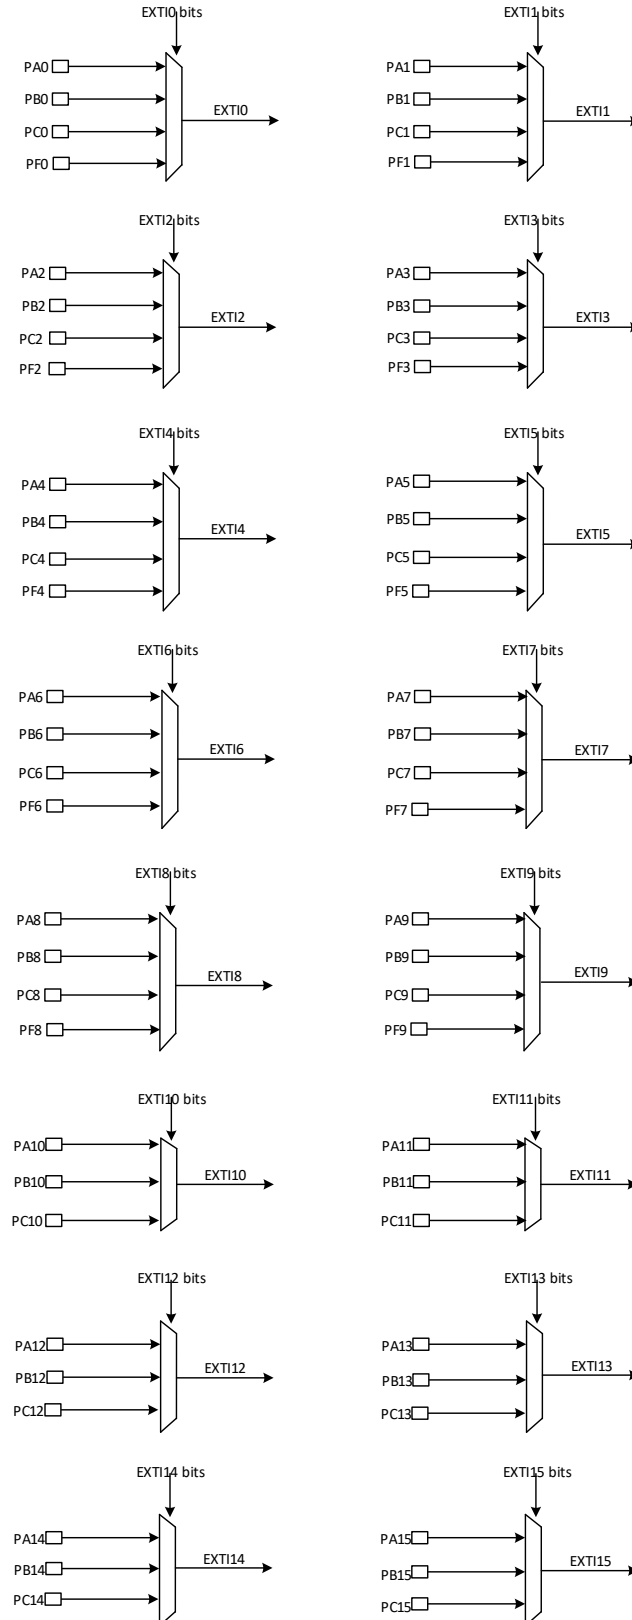 EXTI0 bits
PA0
PB0
EXTI0
PC0
PF0
EXTI1 bits
PA1
PB1
EXTI1
PC1
PF1
EXTI2 bits
PA2
PB2
EXTI2
PC2
PF2
EXTI3 bits
PA3
PB3
EXTI3
PC3
PF3
EXTI4 bits
PA4
PB4
EXTI4
PC4
PF4
EXTI5 bits
PA5
PB5
EXTI5
PC5
PF5
EXTI6 bits
PA6
PB6
EXTI6
PC6
PF6
EXTI7 bits
PA7
PB7
EXTI7
PC7
PF7
EXTI8 bits
PA8
PB8
EXTI8
PC8
PF8
EXTI9 bits
PA9
PB9
EXTI9
PC9
PF9
EXTI10 bits
PA10
PB10
EXTI10
PC10
EXTI11 bits
PA11
PB11
EXTI11
PC11
EXTI12 bits
PA12
EXTI12
PB12
PC12
EXTI13 bits
PA13
EXTI13
PB13
PC13
EXTI14 bits
PA14
EXTI14
PB14
PC14
EXTI15 bits
PA15
EXTI15
PB15
PC15